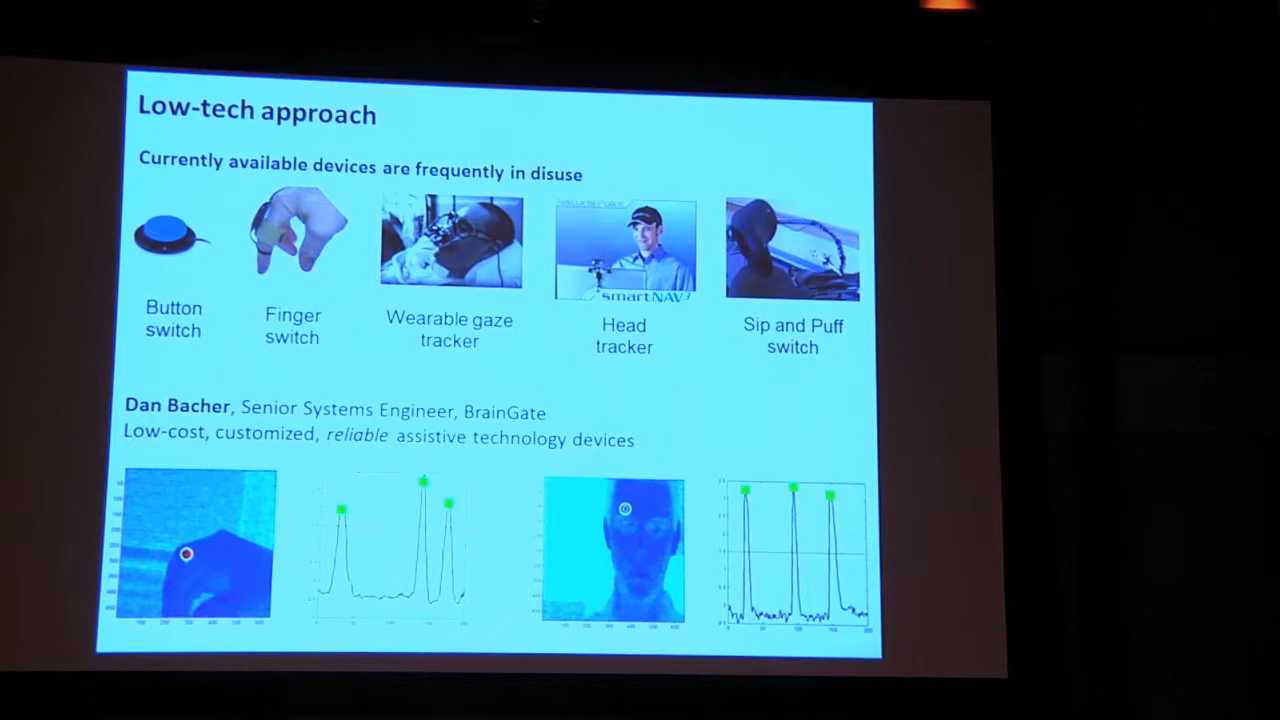 Low-tech approach
Currently available devices are frequently in disuse
smartNAV3
Button
switch
Finger
switch
Wearable gaze
tracker
Head
tracker
Sip and Puff
switch
Dan Bacher, Senior Systems Engineer, BrainGate
Low-cost, customized, reliable assistive technology devices